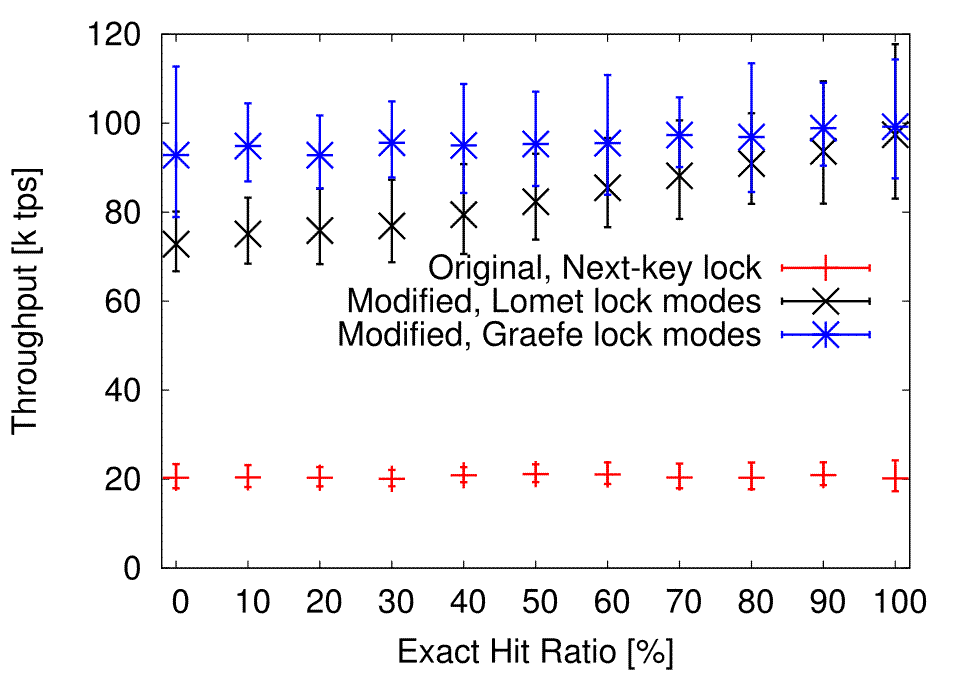 120
100
80
60
40
20
0
Throughput [k tps]
Original, Next-key lock
Modified, Lomet lock modes
Modified, Graefe lock modes
0 10 20 30 40 50 60 70 80 90 100
Exact Hit Ratio [%]